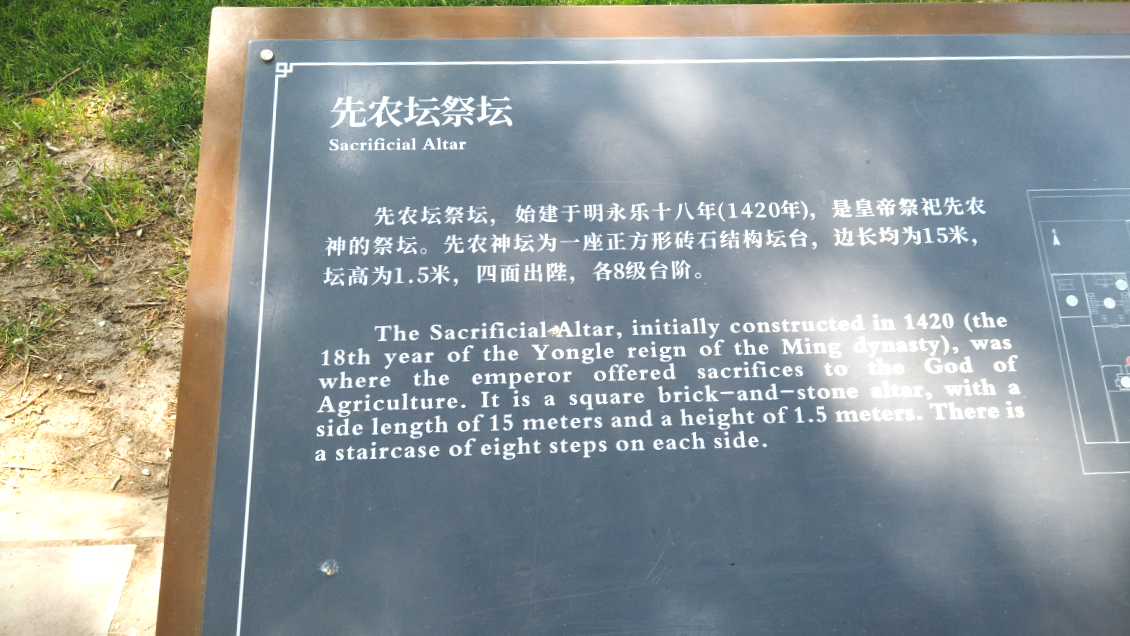 先农坛祭坛
Sacrificial Altar
先农坛祭坛，始建于明永乐十八年(1420年)，是皇帝祭祀先农
神的祭坛。先农神坛为一座正方形砖石结构坛台，边长均为15米，
坛高为1.5米，四面出陛，各8级台阶。
The Sacrificial Altar, initially constructed in 1420 (the
18th year of the Yongle reign of the Ming dynasty), was
where the emperor offered sacrifices to the God of
Agriculture. It is a square brick-and-stone altar, with a
side length of 15 meters and a height of 1.5 meters. There is
a staircase of eight steps on each side.